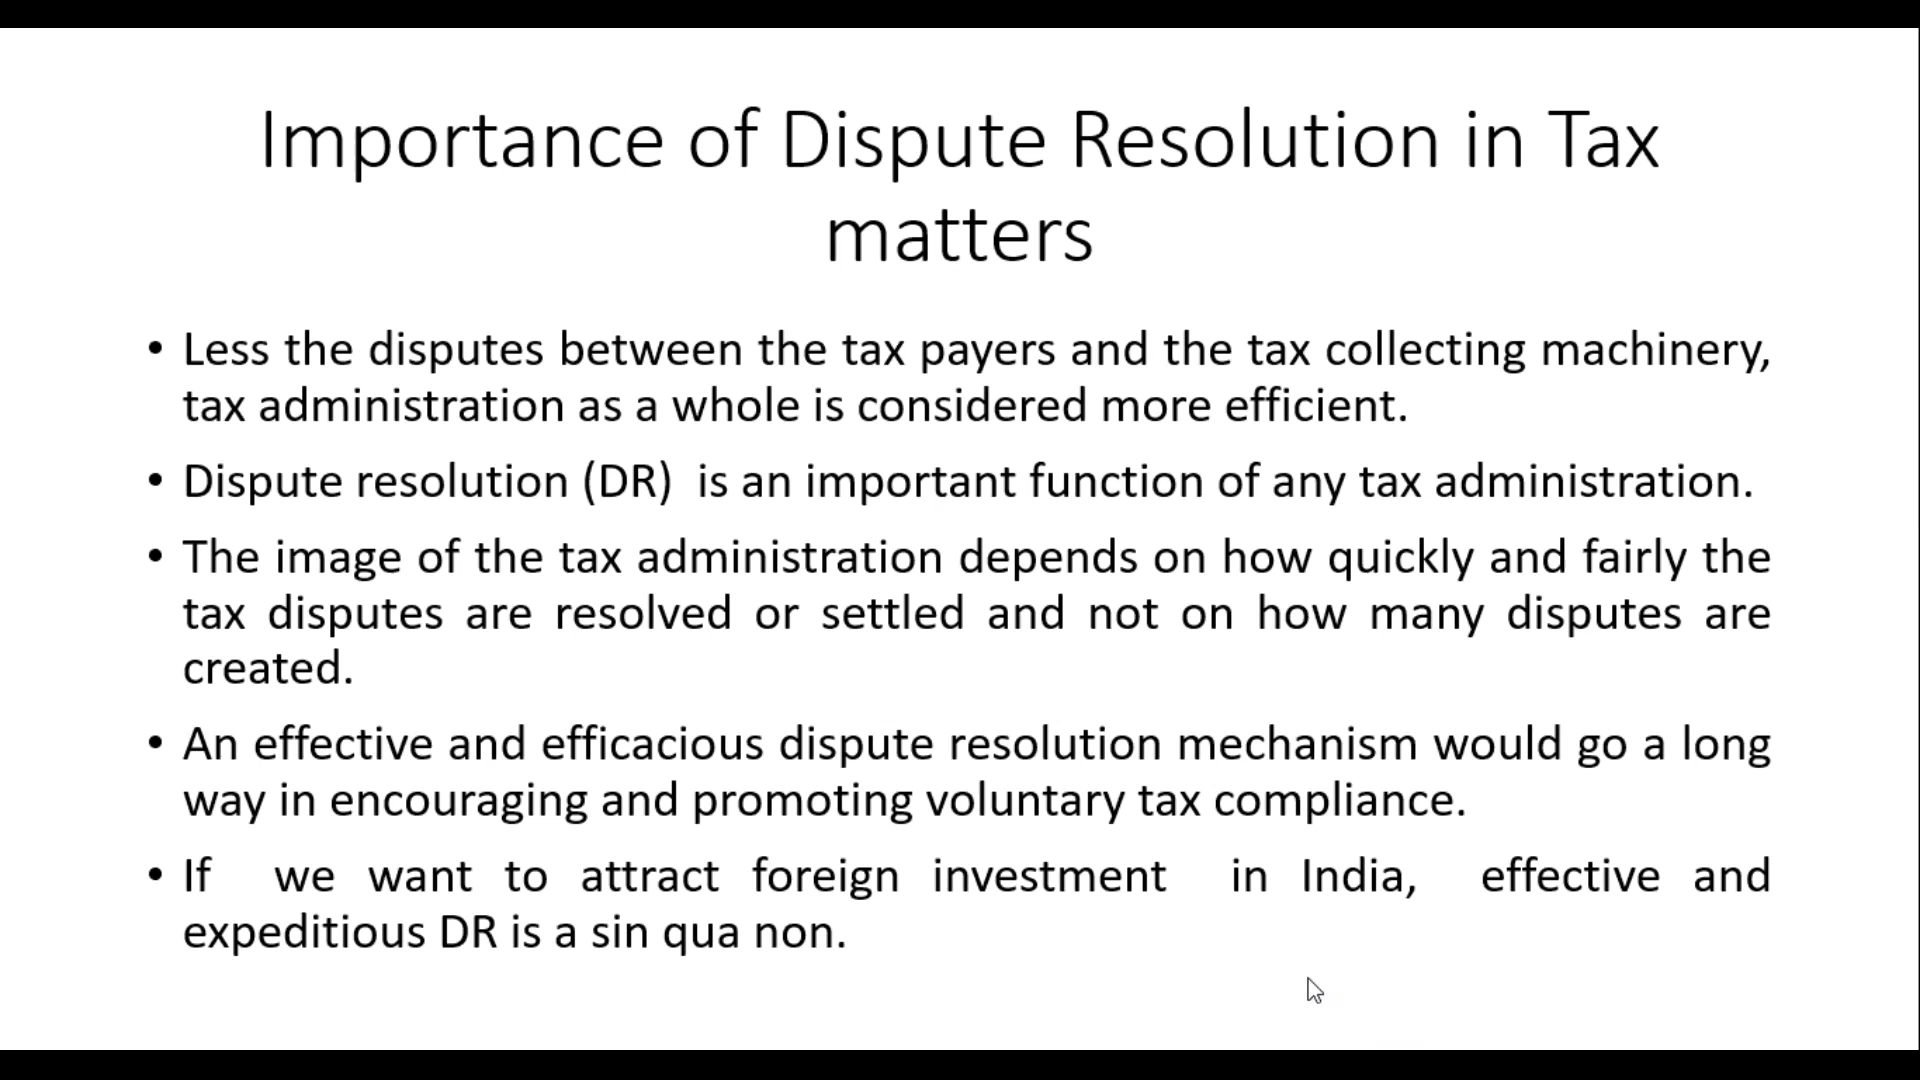 Importance of Dispute Resolution in Tax
matters
• Less the disputes between the tax payers and the tax collecting machinery,
tax administration as a whole is considered more efficient.
• Dispute resolution (DR)  is an important function of any tax administration.
• The image of the tax administration depends on how quickly and fairly the
tax disputes are resolved or settled and not on how many disputes are
created.
• An effective and efficacious dispute resolution mechanism would go a long
way in encouraging and promoting voluntary tax compliance.
• If  we want to attract foreign investment  in India,  effective and
expeditious DR is a sin qua non.